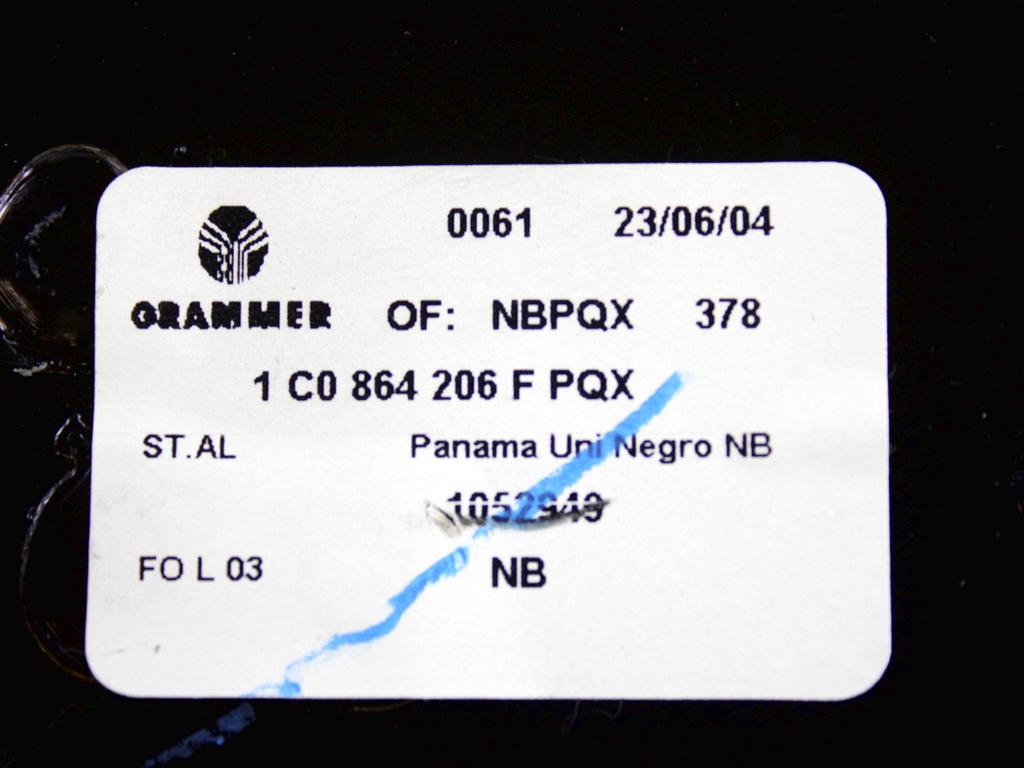 0061 23/06/04
GRAMMER OF: NBPQX 378
1 C0 864 206 F PQX
ST.AL Panama Uni Negro NB
1052949
FO L 03 NB